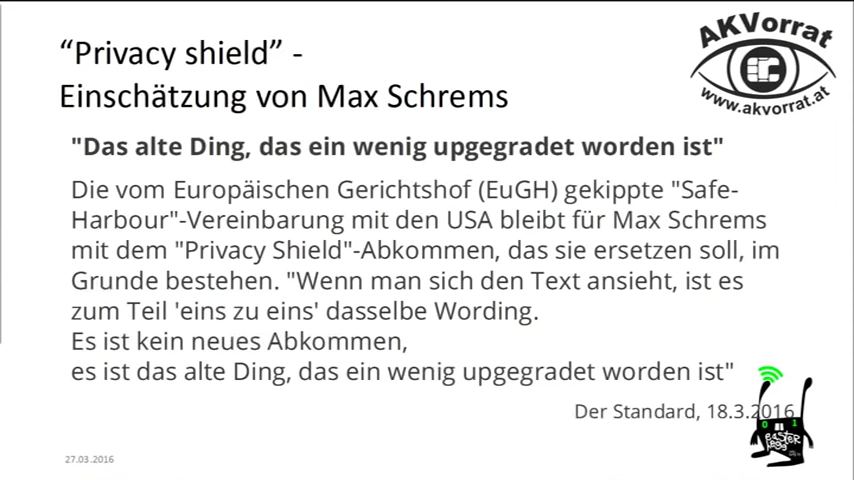 “Privacy shield” -
Einschätzung von Max Schrems
AKVorrat
www.akvorrat.at
"Das alte Ding, das ein wenig upgegradet worden ist"
Die vom Europäischen Gerichtshof (EuGH) gekippte "Safe-
Harbour"-Vereinbarung mit den USA bleibt für Max Schrems
mit dem "Privacy Shield"-Abkommen, das sie ersetzen soll, im
Grunde bestehen. "Wenn man sich den Text ansieht, ist es
zum Teil 'eins zu eins' dasselbe Wording.
Es ist kein neues Abkommen,
es ist das alte Ding, das ein wenig upgegradet worden ist"
Der Standard, 18.3.2016
0 1
easter
hegg
27.03.2016